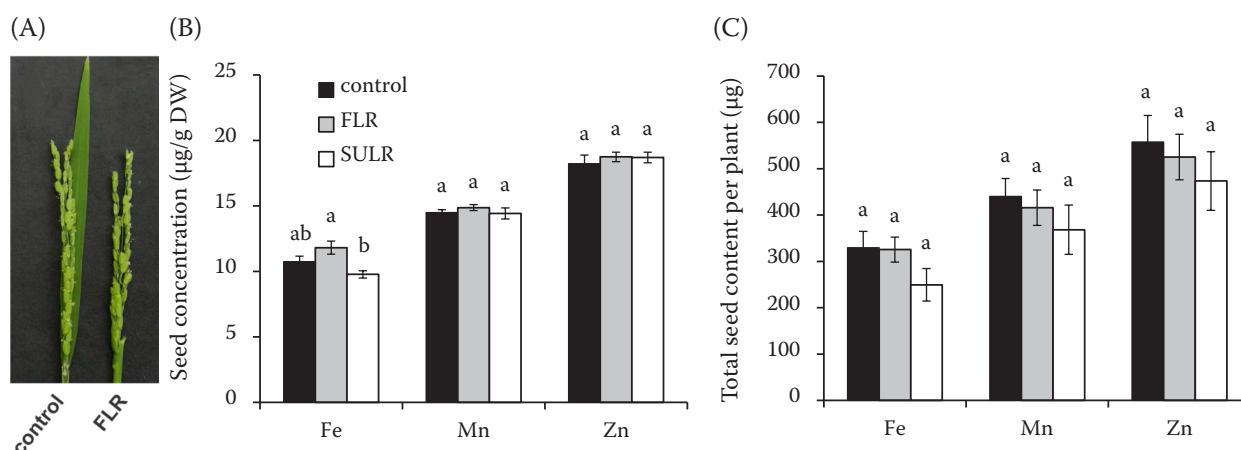 (A)
control
FLR
(B)
Seed concentration (µg/g DW)
25
20
15
10
5
0
control
FLR
SULR
ab
a
b
a
a
a
a
a
a
Fe
Mn
Zn
(C)
Total seed content per plant (µg)
700
600
500
400
300
200
100
0
a
a
a
a
a
a
a
a
a
Fe
Mn
Zn